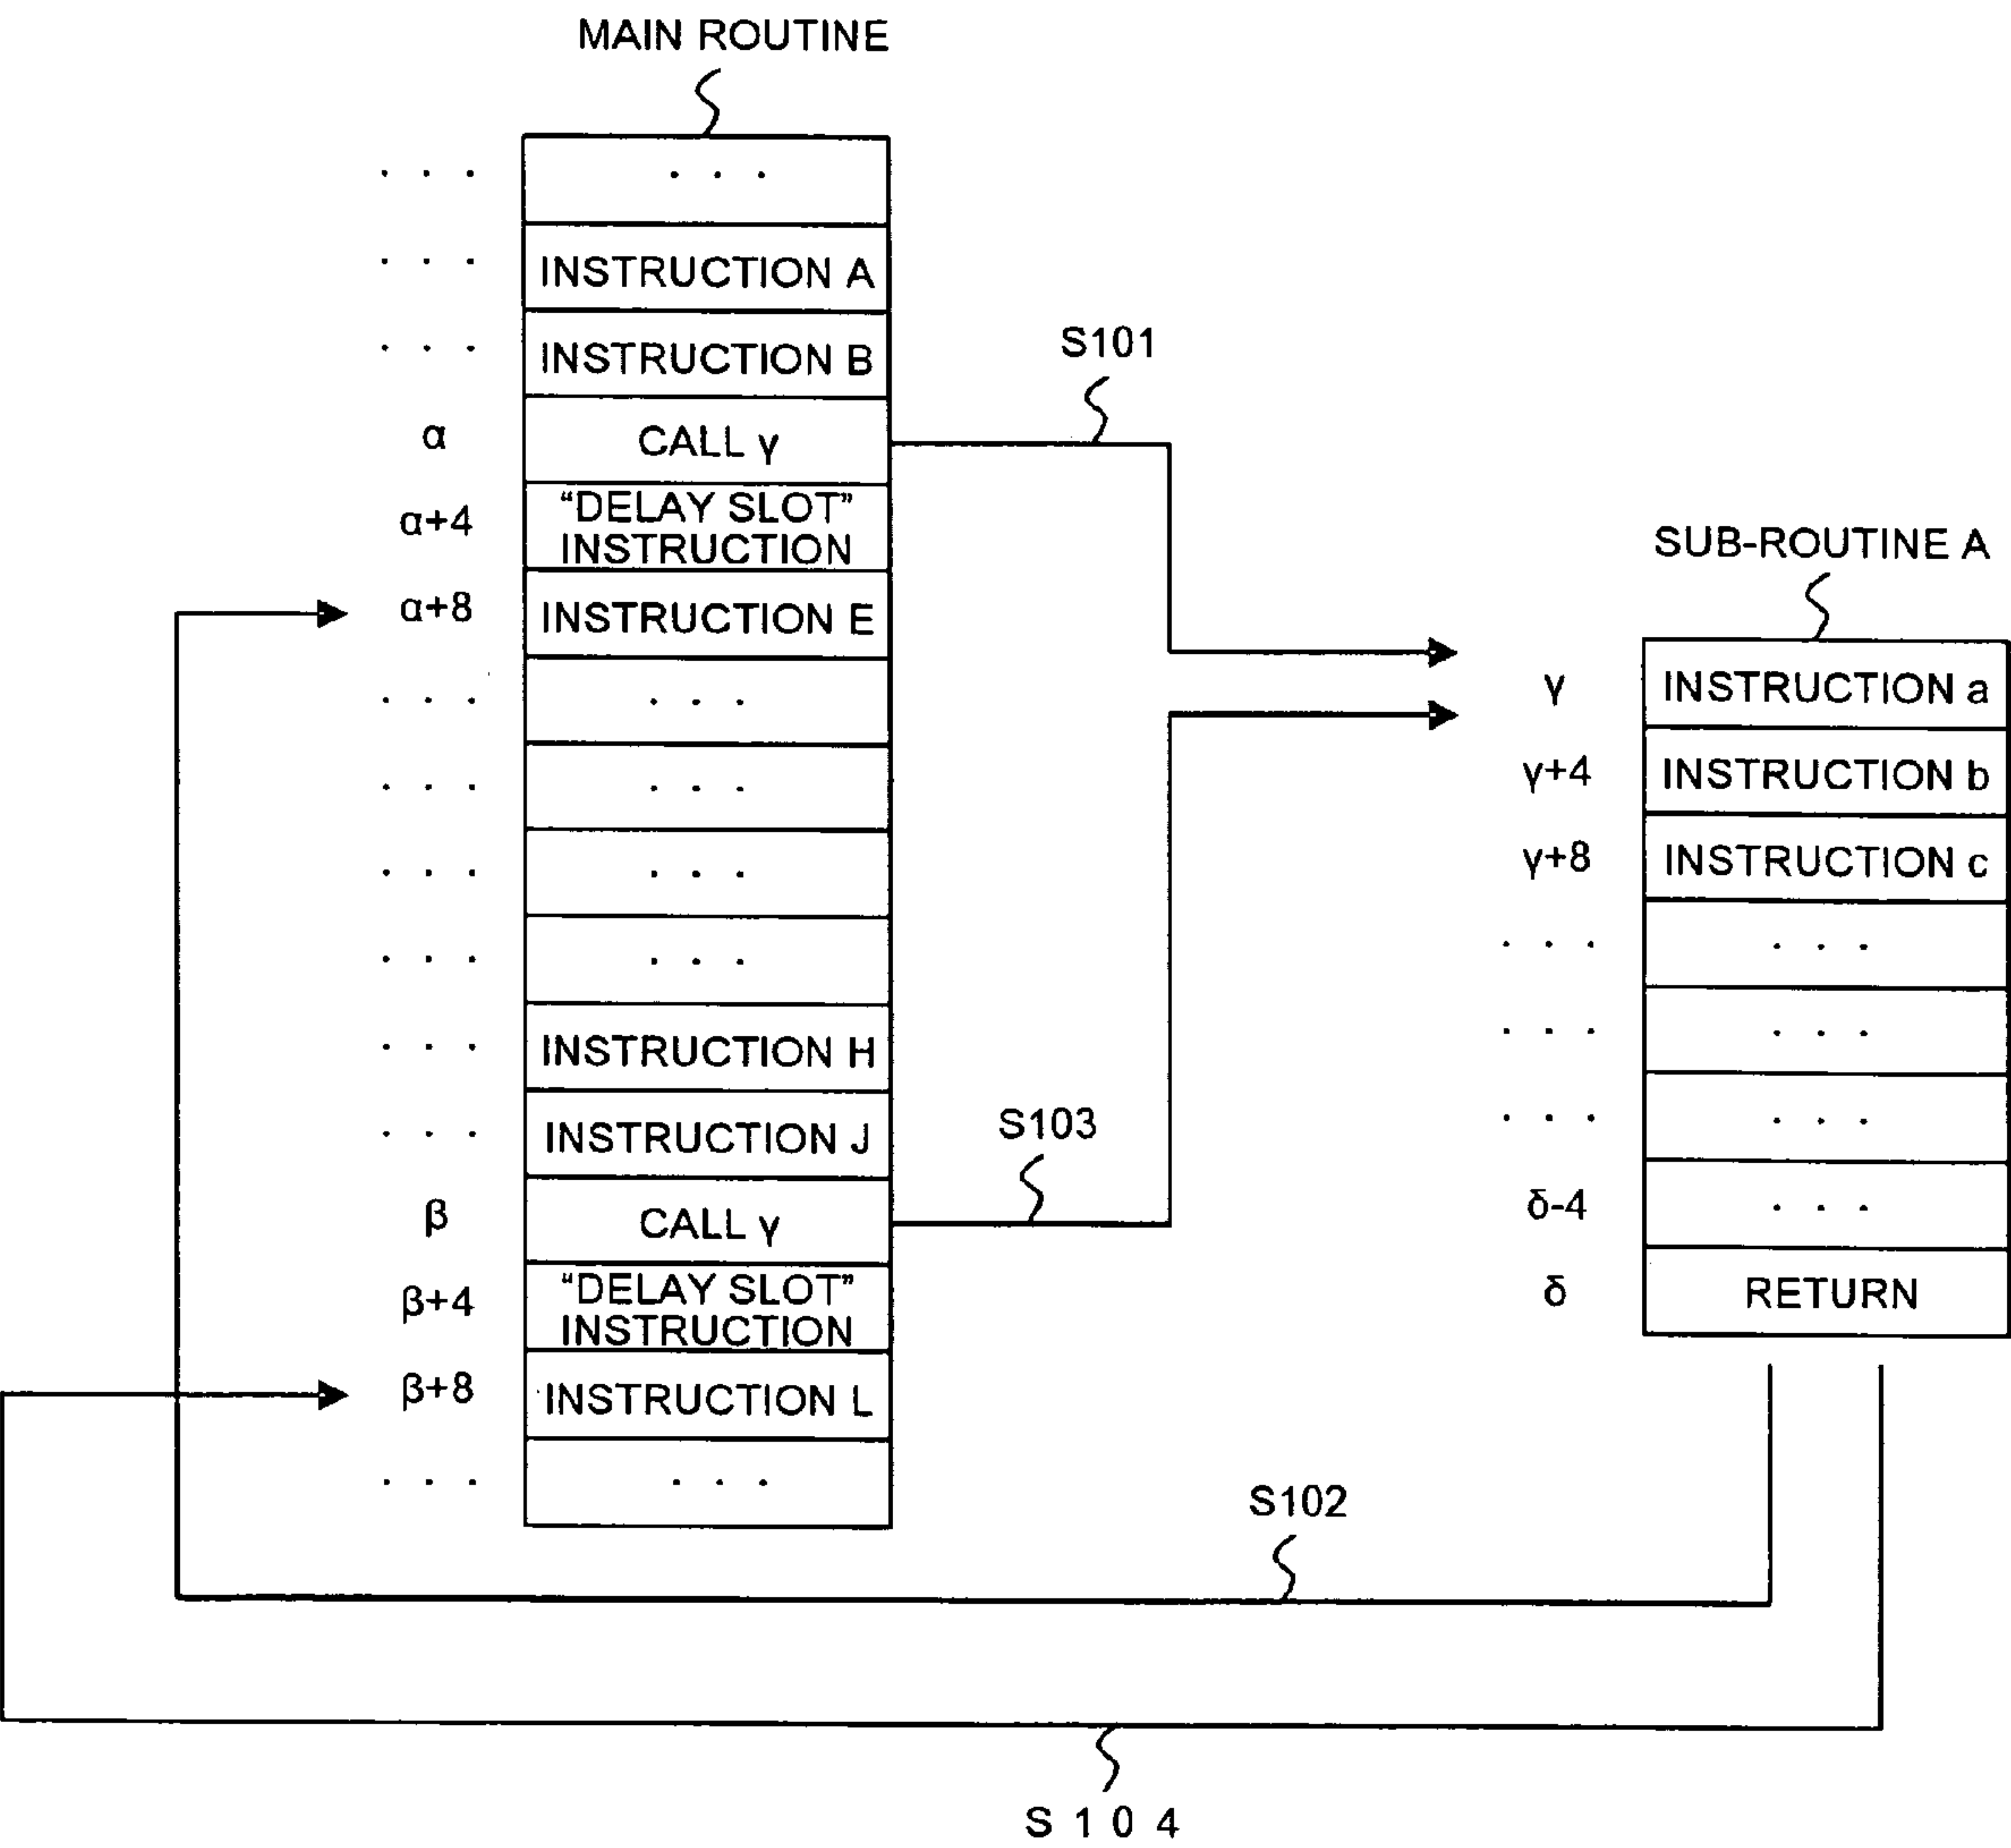 MAIN ROUTINE
· · · · · ·
· · · INSTRUCTION A
· · · INSTRUCTION B
S101
α CALL γ
α+4 “DELAY SLOT”
INSTRUCTION
SUB-ROUTINE A
α+8 INSTRUCTION E
γ INSTRUCTION a
· · · · · ·
γ+4 INSTRUCTION b
· · · · · ·
γ+8 INSTRUCTION c
· · · · · ·
· · · · · ·
· · · · · ·
· · · INSTRUCTION H
· · · · · ·
· · · INSTRUCTION J
S103
· · · · · ·
β CALL γ
δ-4 · · ·
β+4 “DELAY SLOT”
INSTRUCTION
δ RETURN
β+8 INSTRUCTION L
· · · · · ·
S102
S 1 0 4